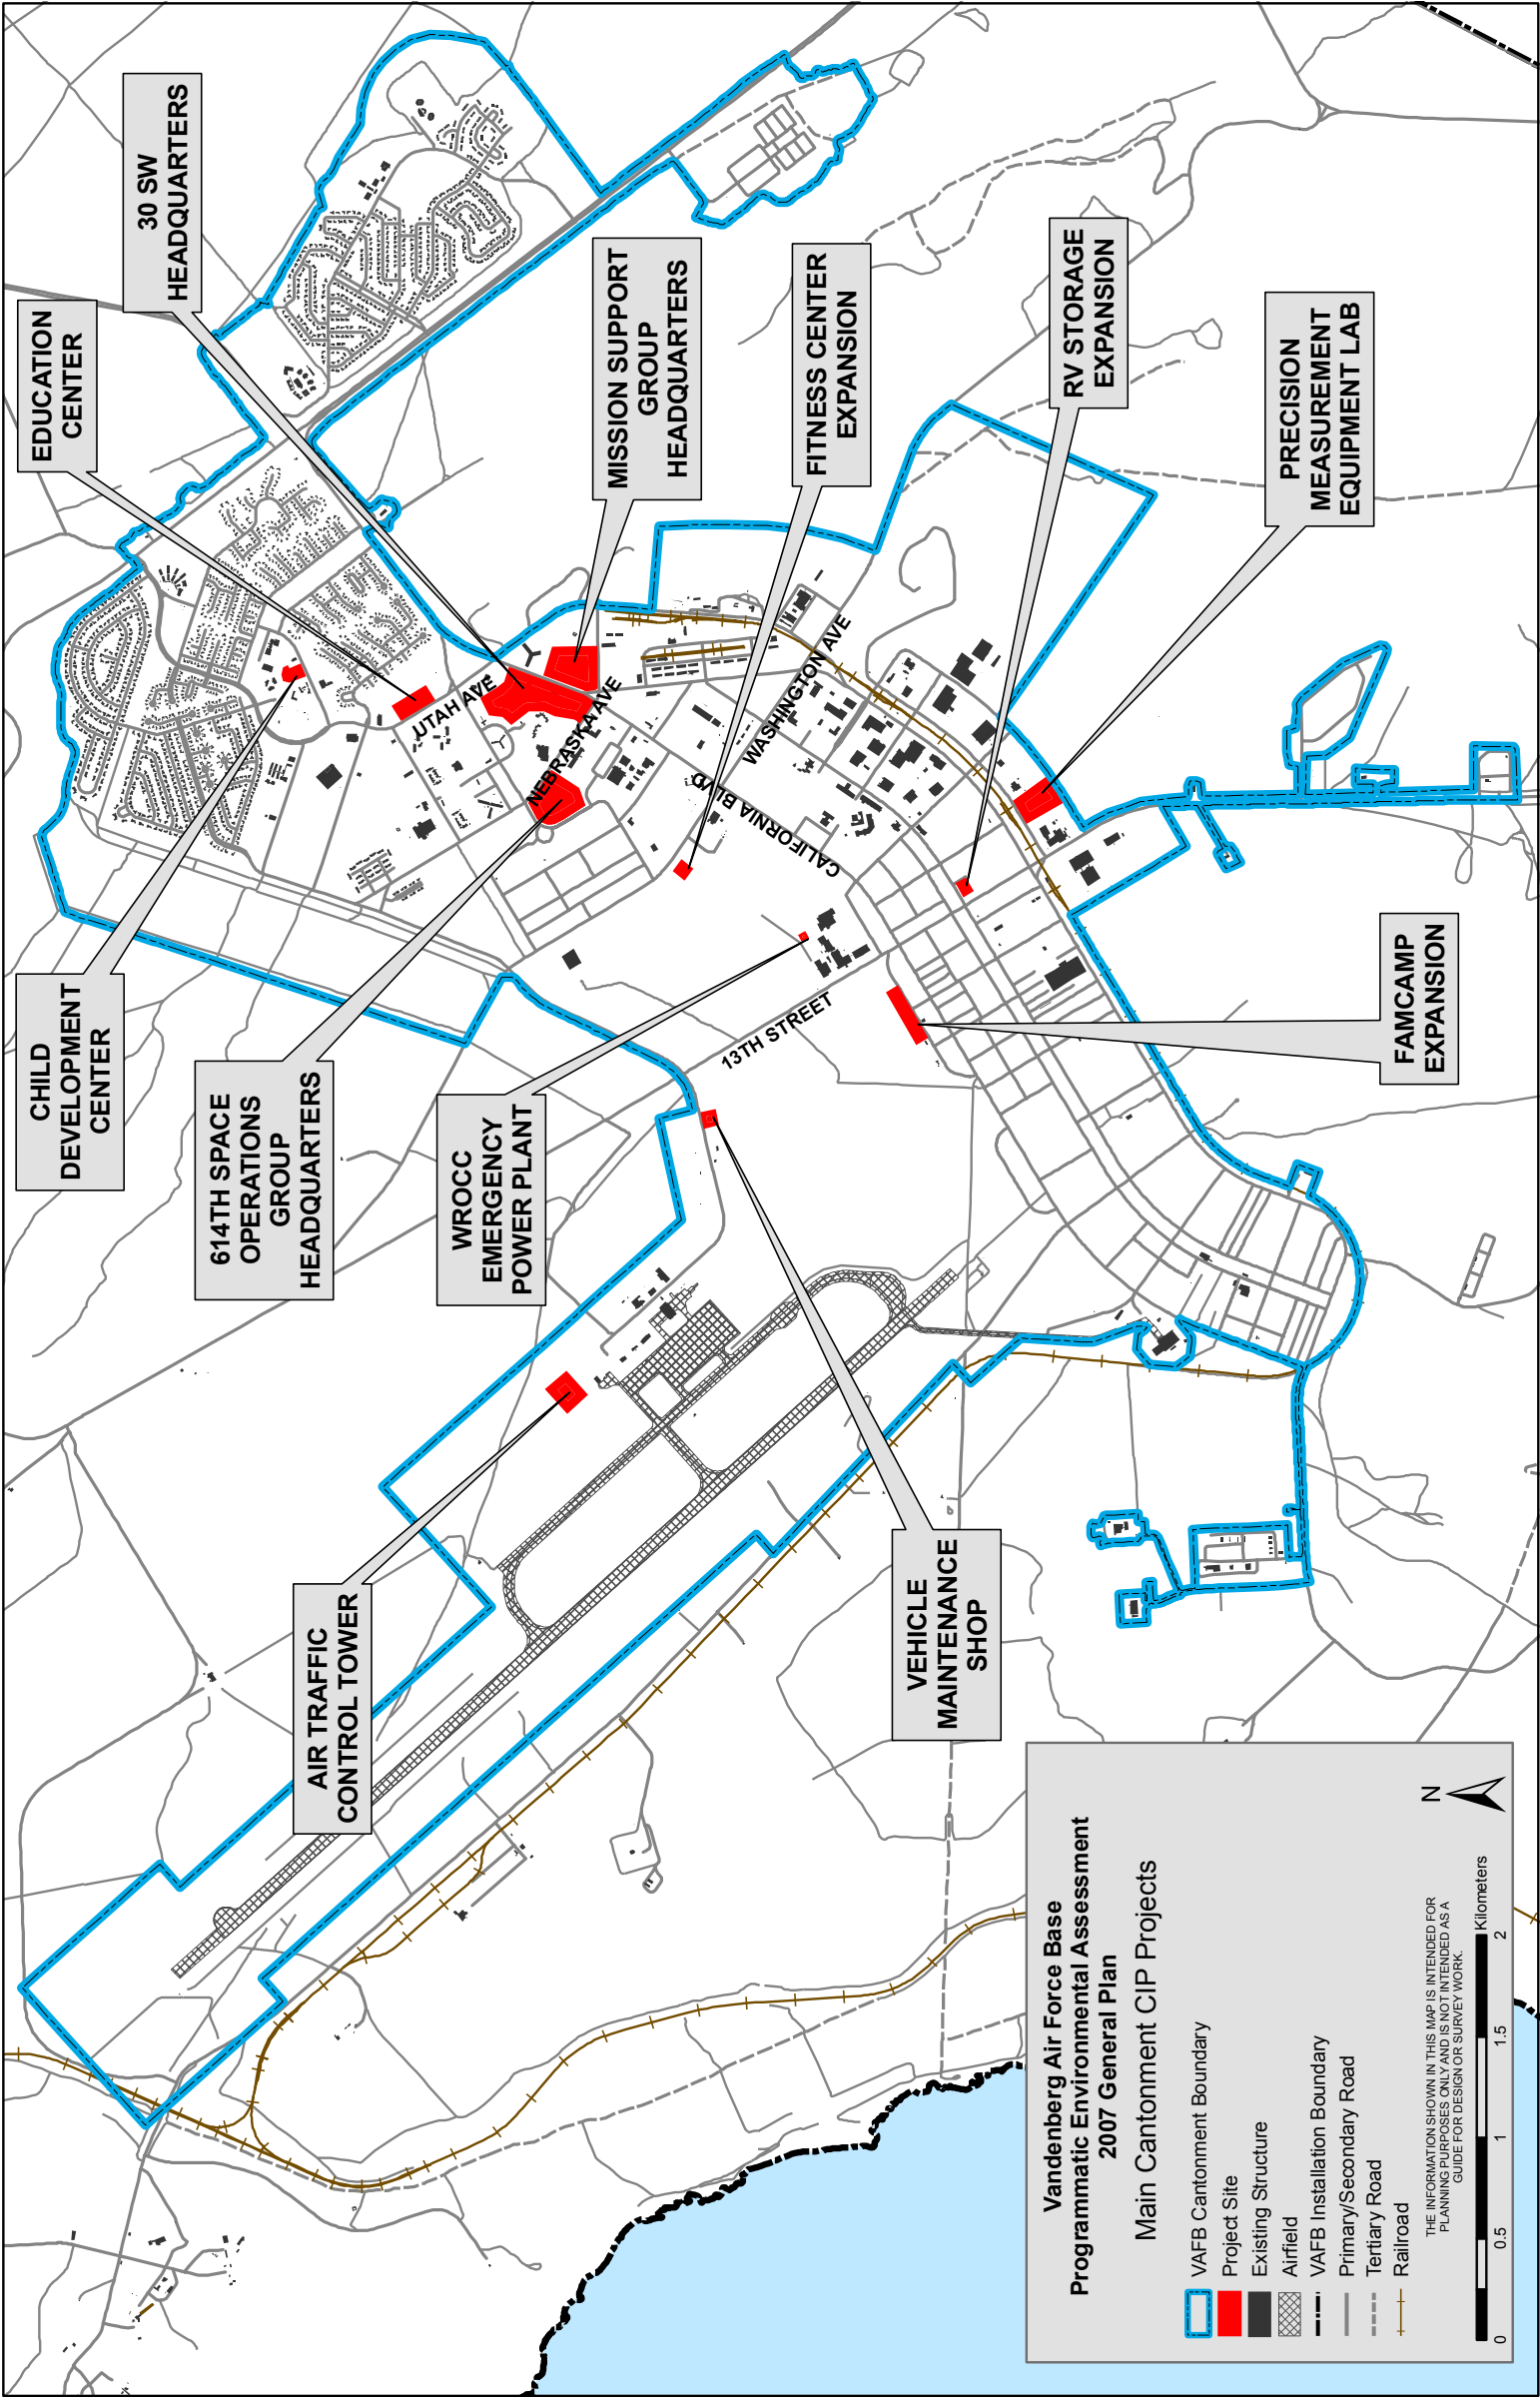 EDUCATION
CENTER
30 SW
HEADQUARTERS
MISSION SUPPORT
GROUP
HEADQUARTERS
FITNESS CENTER
EXPANSION
RV STORAGE
EXPANSION
PRECISION
MEASUREMENT
EQUIPMENT LAB
CHILD
DEVELOPMENT
CENTER
614TH SPACE
OPERATIONS
GROUP
HEADQUARTERS
WROCC
EMERGENCY
POWER PLANT
FAMCAMP
EXPANSION
AIR TRAFFIC
CONTROL TOWER
VEHICLE
MAINTENANCE
SHOP
UTAH AVE
NEBRASKA AVE
WASHINGTON AVE
CALIFORNIA BLVD
13TH STREET
Vandenberg Air Force Base
Programmatic Environmental Assessment
2007 General Plan
Main Cantonment CIP Projects
VAFB Cantonment Boundary
Project Site
Existing Structure
Airfield
VAFB Installation Boundary
Primary/Secondary Road
Tertiary Road
Railroad
N
THE INFORMATION SHOWN IN THIS MAP IS INTENDED FOR
PLANNING PURPOSES ONLY AND IS NOT INTENDED AS A
GUIDE FOR DESIGN OR SURVEY WORK.
Kilometers
0 0.5 1 1.5 2